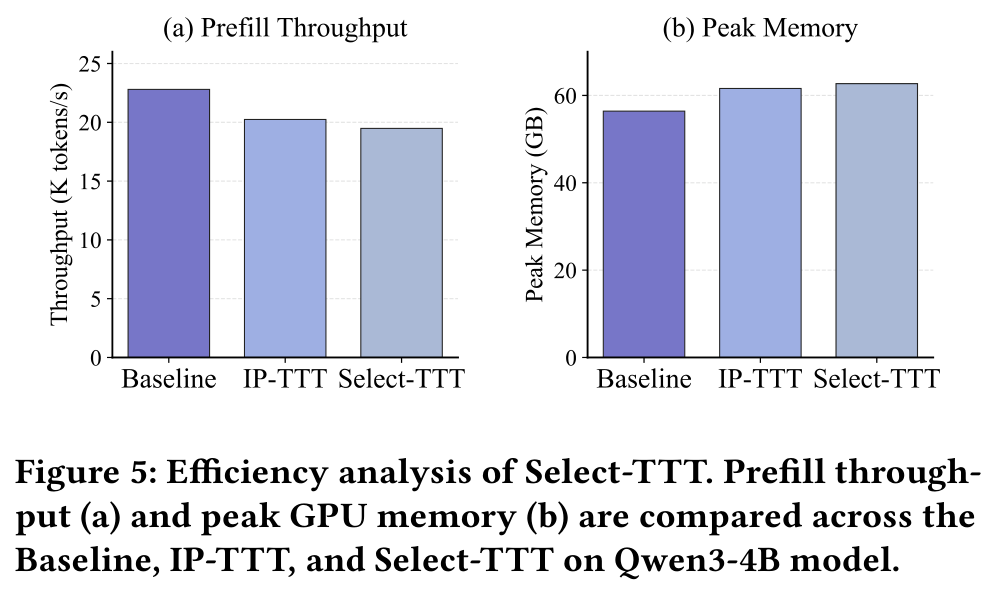 (a) Prefill Throughput
Throughput (K tokens/s)
25
20
15
10
5
0
Baseline IP-TTT Select-TTT
(b) Peak Memory
Peak Memory (GB)
60
40
20
0
Baseline IP-TTT Select-TTT
Figure 5: Efficiency analysis of Select-TTT. Prefill through-
put (a) and peak GPU memory (b) are compared across the
Baseline, IP-TTT, and Select-TTT on Qwen3-4B model.